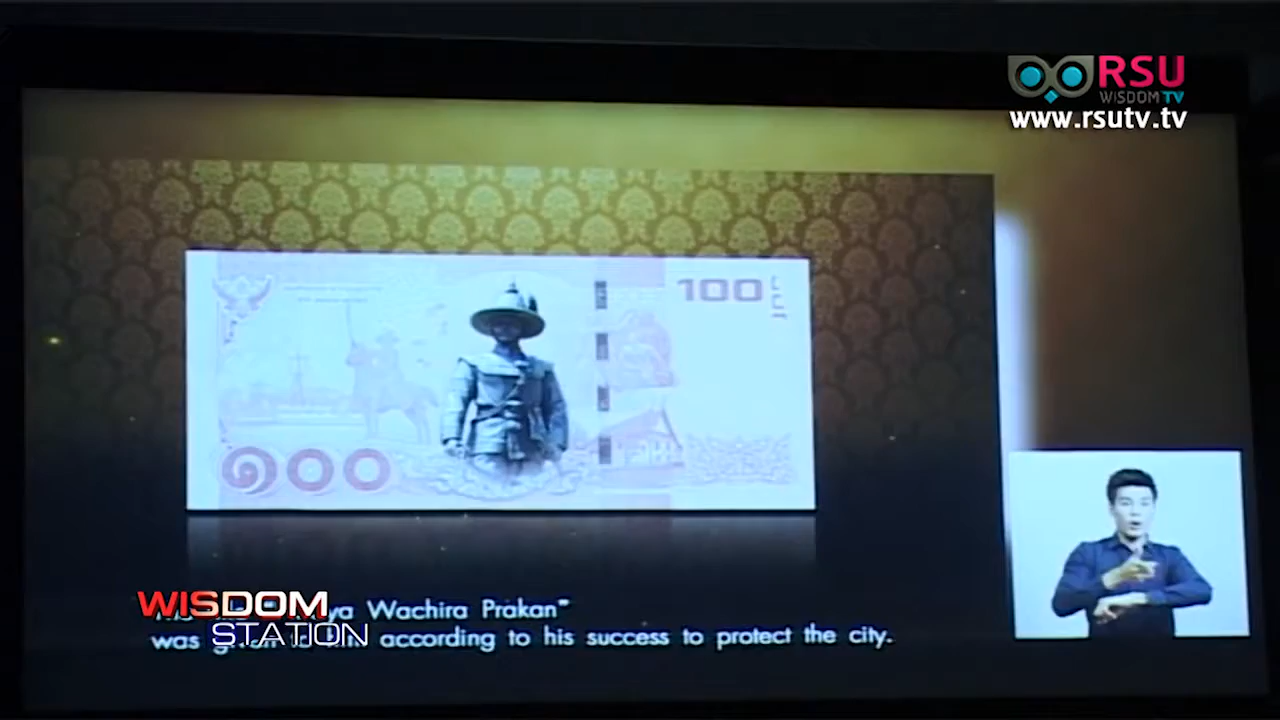 RSU
WISDOM TV
www.rsutv.tv
100
๑๐๐
WISDOM
STATION
Wachira Prakan"
was according to his success to protect the city.